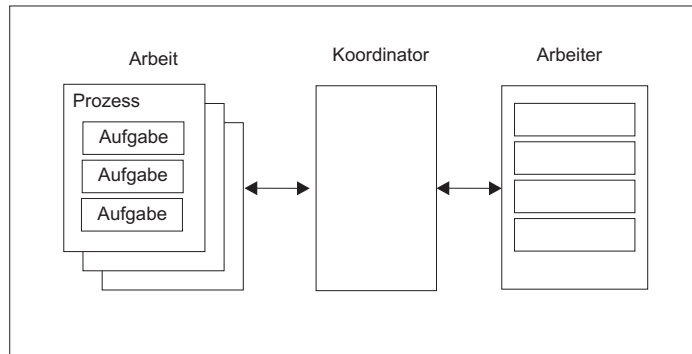 Arbeit
Koordinator
Arbeiter
Prozess
Aufgabe
Aufgabe
Aufgabe